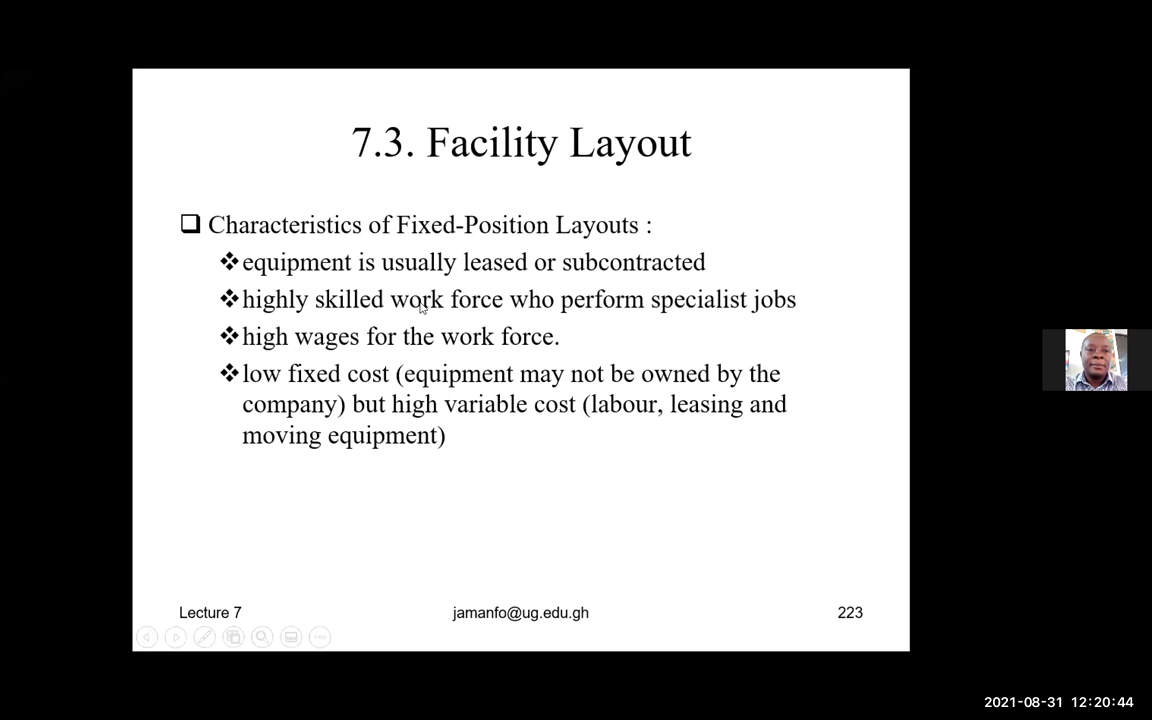 7.3. Facility Layout
❑ Characteristics of Fixed-Position Layouts :
❖equipment is usually leased or subcontracted
❖highly skilled work force who perform specialist jobs
❖high wages for the work force.
❖low fixed cost (equipment may not be owned by the
company) but high variable cost (labour, leasing and
moving equipment)
Lecture 7 jamanfo@ug.edu.gh 223
2021-08-31 12:20:44